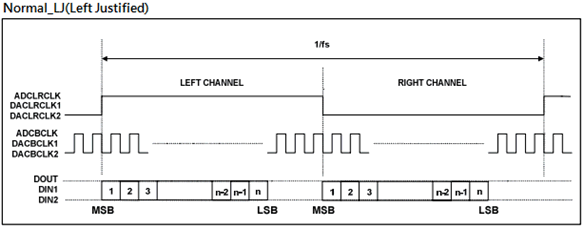 Normal_LJ(Left Justified)
1/fs
LEFT CHANNEL RIGHT CHANNEL
ADCLRCLK
DACLRCLK1
DACLRCLK2
ADCBCLK
DACBCLK1
DACBCLK2
DOUT
DIN1 1 2 3 n-2 n-1 n 1 2 3 n-2 n-1 n
DIN2
MSB LSB MSB LSB